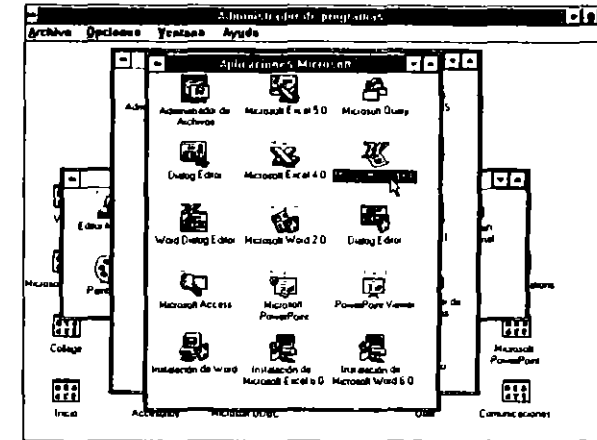 Administrador de programas
Archivo Opciones Ventana Ayuda
Aplicaciones Microsoft
Administrador de
Archivos
Microsoft Excel 5.0
Microsoft Query
Dialog Editor
Microsoft Excel 4.0
Word Dialog Editor
Microsoft Word 2.0
Dialog Editor
Microsoft Access
Microsoft
PowerPoint
PowerPoint Viewer
Instalación de Word
Instalación de
Microsoft Excel
Instalación de
Microsoft Word 6.0
College
Microsoft
PowerPoint
Inicio
Accesorios
Microsoft ODBC
Comunicaciones